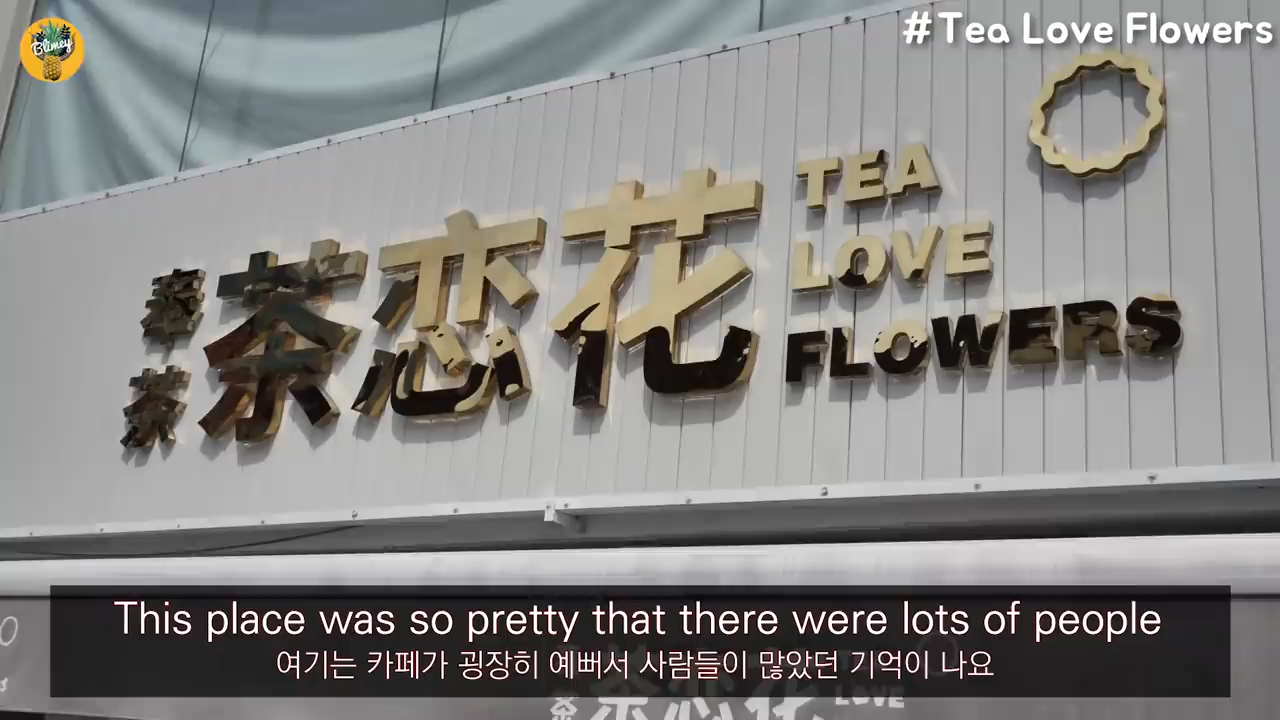 Blimey
#Tea Love Flowers
茶恋花
TEA
LOVE
FLOWERS
This place was so pretty that there were lots of people
여기는 카페가 굉장히 예뻐서 사람들이 많았던 기억이 나요
LOVE